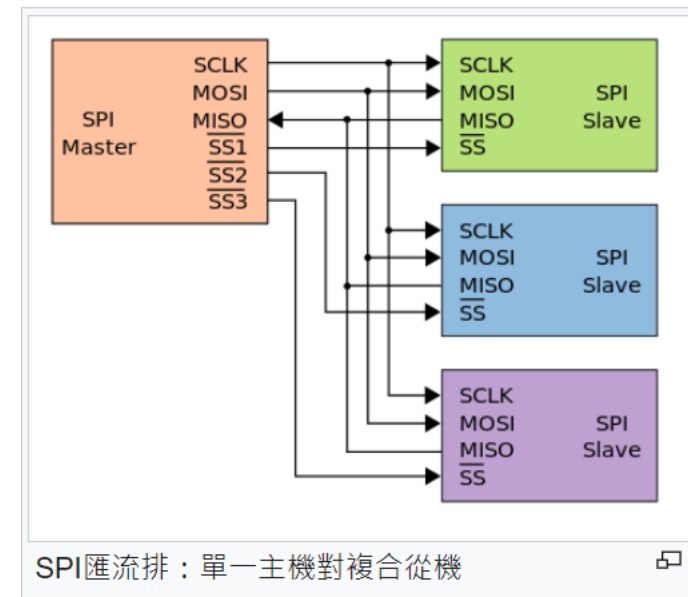 SCLK
MOSI
MISO
SS1
SS2
SS3
SPI
Master
SCLK
MOSI
MISO
SS
SPI
Slave
SCLK
MOSI
MISO
SS
SPI
Slave
SCLK
MOSI
MISO
SS
SPI
Slave
SPI匯流排：單一主機對複合從機